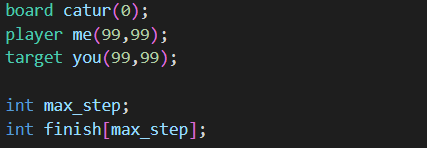 board catur(0);
player me(99,99);
target you(99,99);
int max_step;
int finish[max_step];